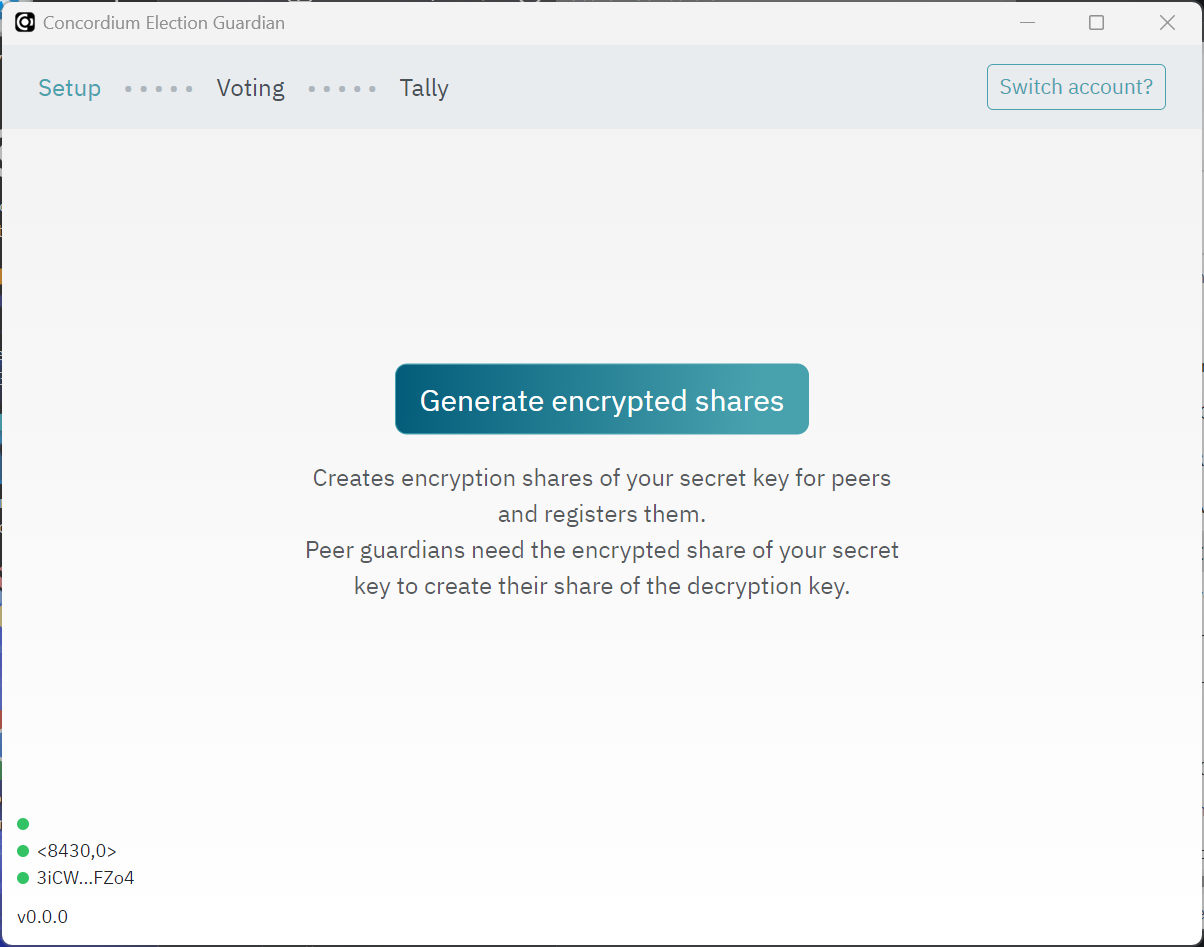 Concordium Election Guardian
Setup Voting Tally Switch account?
Generate encrypted shares
Creates encryption shares of your secret key for peers
and registers them.
Peer guardians need the encrypted share of your secret
key to create their share of the decryption key.
<8430,0>
3iCW...FZo4
v0.0.0